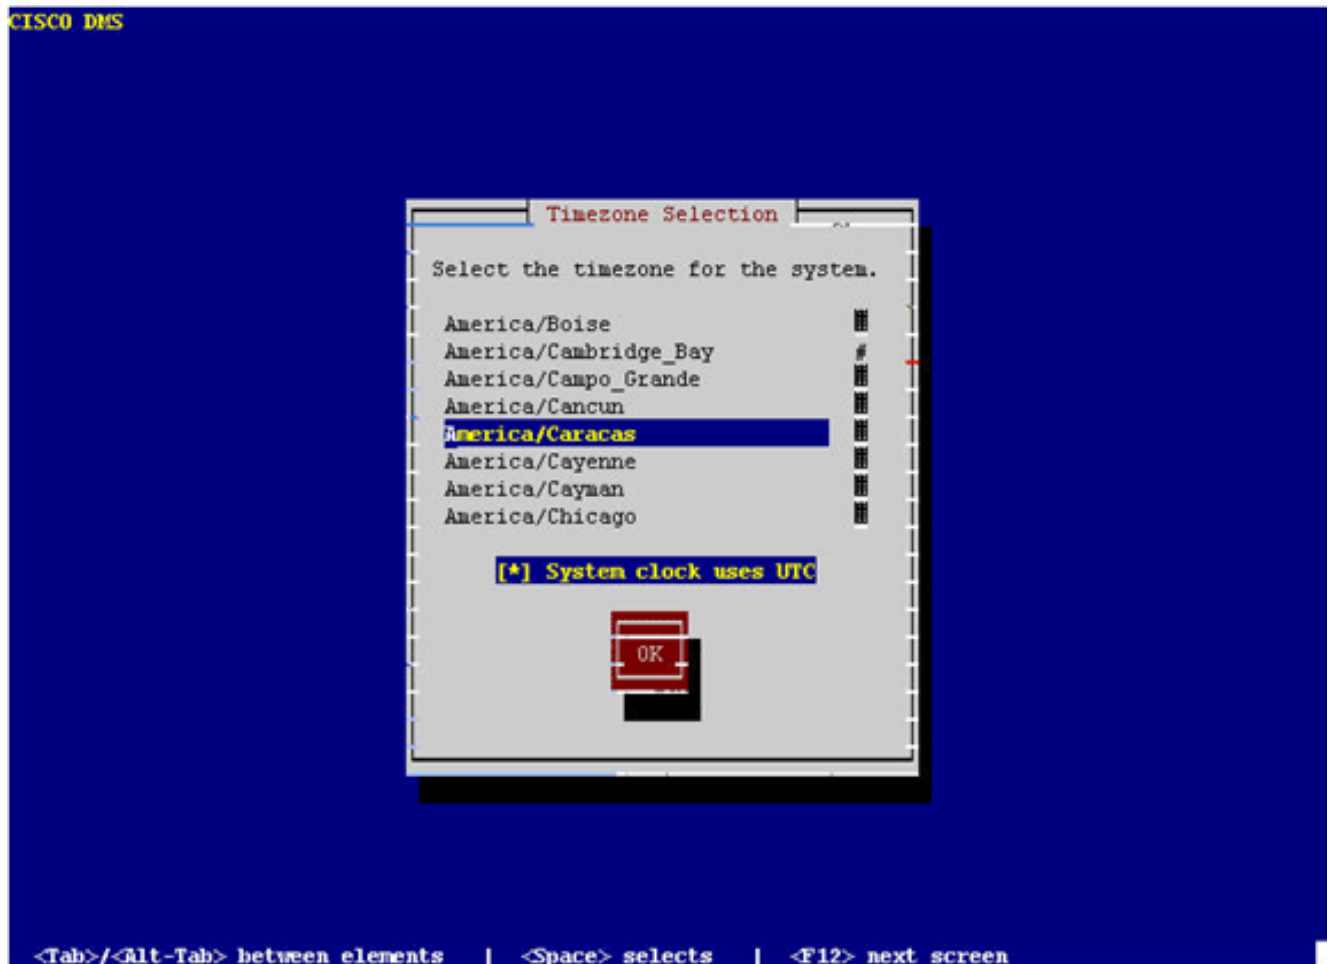 CISCO DMS
Timezone Selection
Select the timezone for the system.
America/Boise
America/Cambridge_Bay #
America/Campo_Grande
America/Cancun
America/Caracas
America/Cayenne
America/Cayman
America/Chicago
[*] System clock uses UTC
OK
<Tab>/<Alt-Tab> between elements | <Space> selects | <F12> next screen